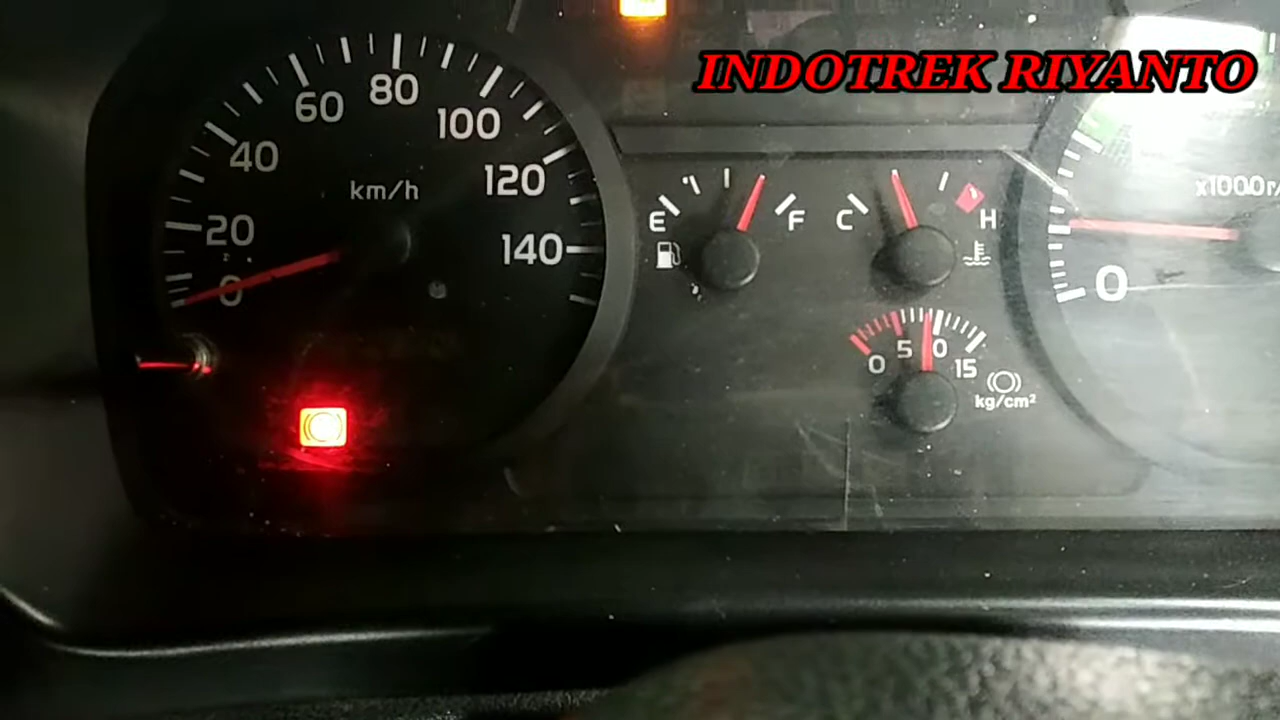 INDOTREK RIYANTO
80
60
100
40
km/h
120
x1000r/
20
E
F
C
H
140
0
0
5
0
0
15
kg/cm²